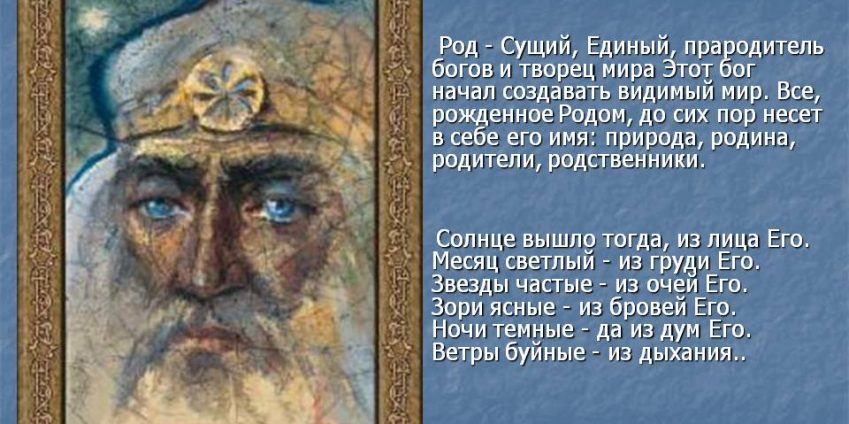 Род - Сущий, Единый, прародитель
богов и творец мира Этот бог
начал создавать видимый мир. Все,
рожденное Родом, до сих пор несет
в себе его имя: природа, родина,
родители, родственники.
Солнце вышло тогда, из лица Его.
Месяц светлый - из груди Его.
Звезды частые - из очей Его.
Зори ясные - из бровей Его.
Ночи темные - да из дум Его.
Ветры буйные - из дыхания..